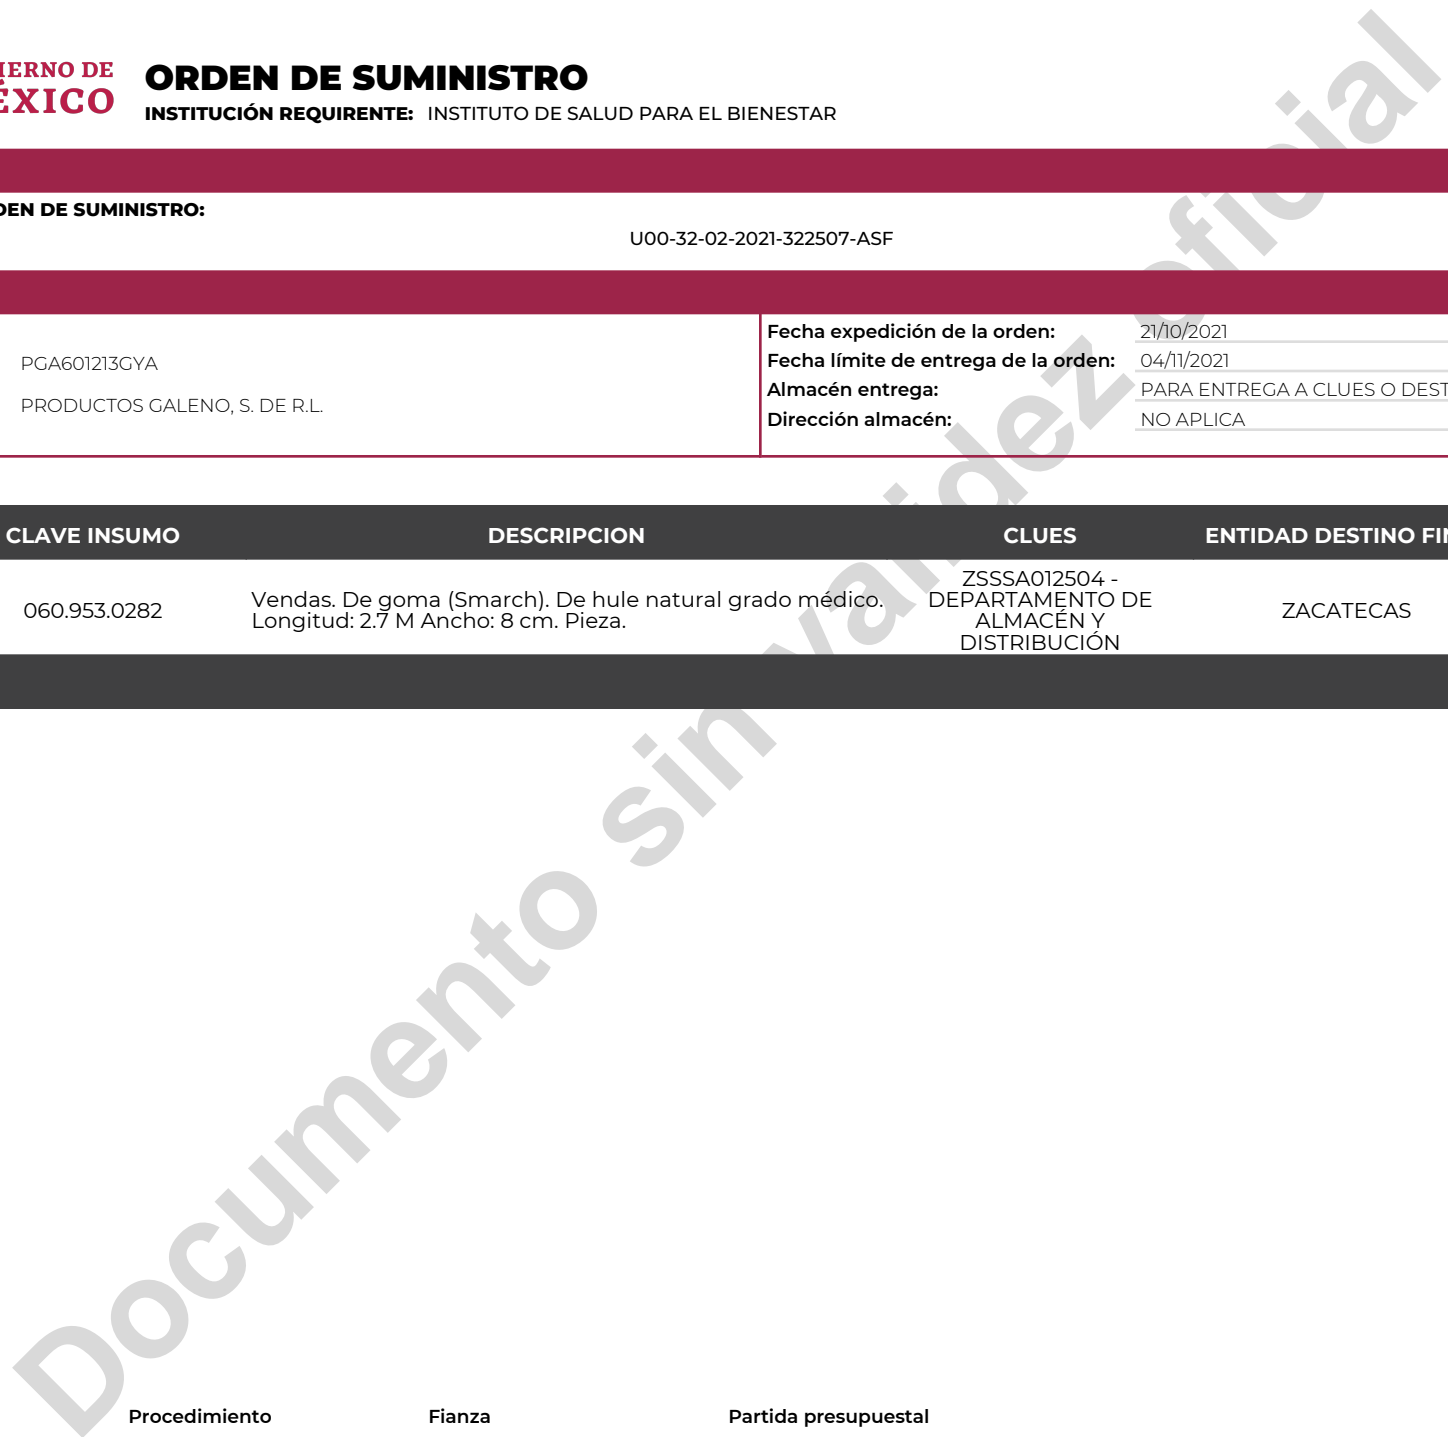 IERNO DE
ÉXICO
ORDEN DE SUMINISTRO
INSTITUCIÓN REQUIRENTE: INSTITUTO DE SALUD PARA EL BIENESTAR
DEN DE SUMINISTRO:
U00-32-02-2021-322507-ASF
PGA601213GYA
PRODUCTOS GALENO, S. DE R.L.
Fecha expedición de la orden: 21/10/2021
Fecha límite de entrega de la orden: 04/11/2021
Almacén entrega: PARA ENTREGA A CLUES O DEST
Dirección almacén: NO APLICA
CLAVE INSUMO DESCRIPCION CLUES ENTIDAD DESTINO FIN
060.953.0282
Vendas. De goma (Smarch). De hule natural grado médico.
Longitud: 2.7 M Ancho: 8 cm. Pieza.
ZSSSA012504 -
DEPARTAMENTO DE
ALMACÉN Y
DISTRIBUCIÓN
ZACATECAS
Documento sin validez oficial
Procedimiento Fianza Partida presupuestal